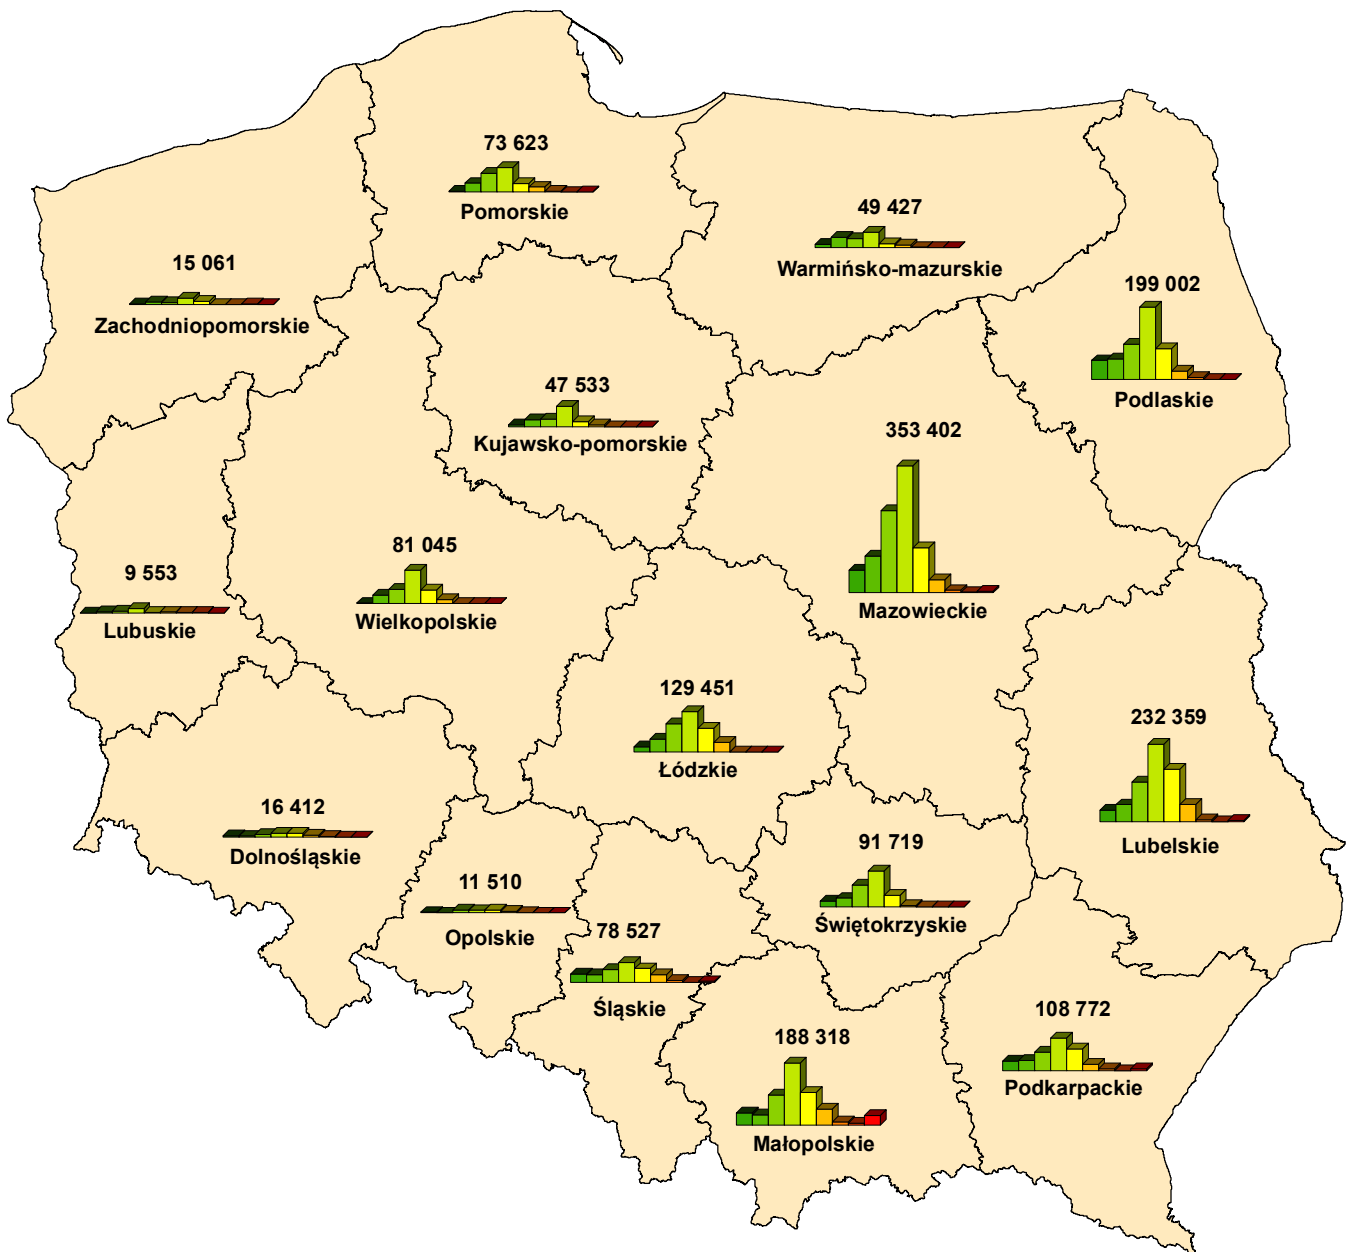 73 623
Pomorskie
49 427
Warmińsko-mazurskie
15 061
Zachodniopomorskie
199 002
Podlaskie
47 533
Kujawsko-pomorskie
353 402
Mazowieckie
81 045
Wielkopolskie
9 553
Lubuskie
129 451
Łódzkie
232 359
Lubelskie
16 412
Dolnośląskie
91 719
Świętokrzyskie
11 510
Opolskie
78 527
Śląskie
108 772
Podkarpackie
188 318
Małopolskie